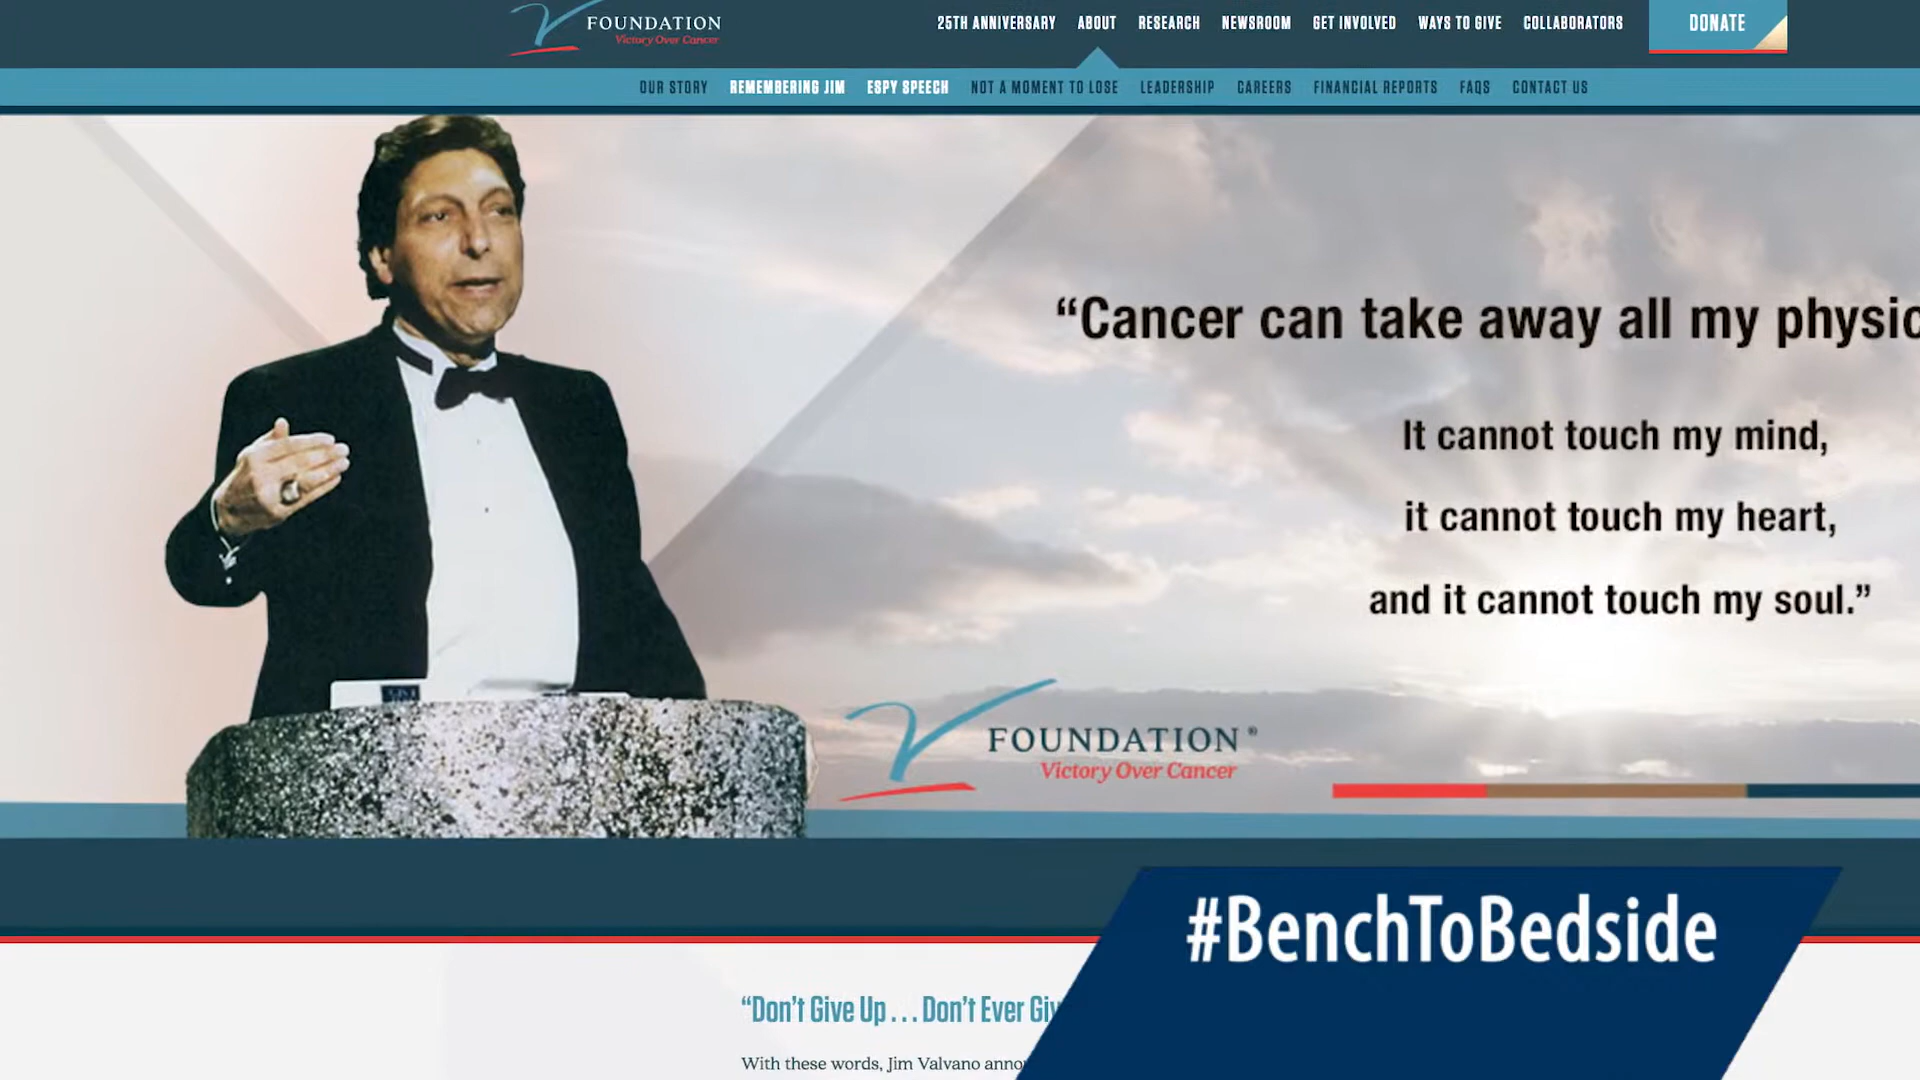 FOUNDATION
Victory Over Cancer
25TH ANNIVERSARY ABOUT RESEARCH NEWSROOM GET INVOLVED WAYS TO GIVE COLLABORATORS DONATE
OUR STORY REMEMBERING JIM ESPY SPEECH NOT A MOMENT TO LOSE LEADERSHIP CAREERS FINANCIAL REPORTS FAQS CONTACT US
“Cancer can take away all my physic
It cannot touch my mind,
it cannot touch my heart,
and it cannot touch my soul.”
V FOUNDATION®
Victory Over Cancer
#BenchToBedside
“Don’t Give Up . . . Don’t Ever Giv
With these words, Jim Valvano anno